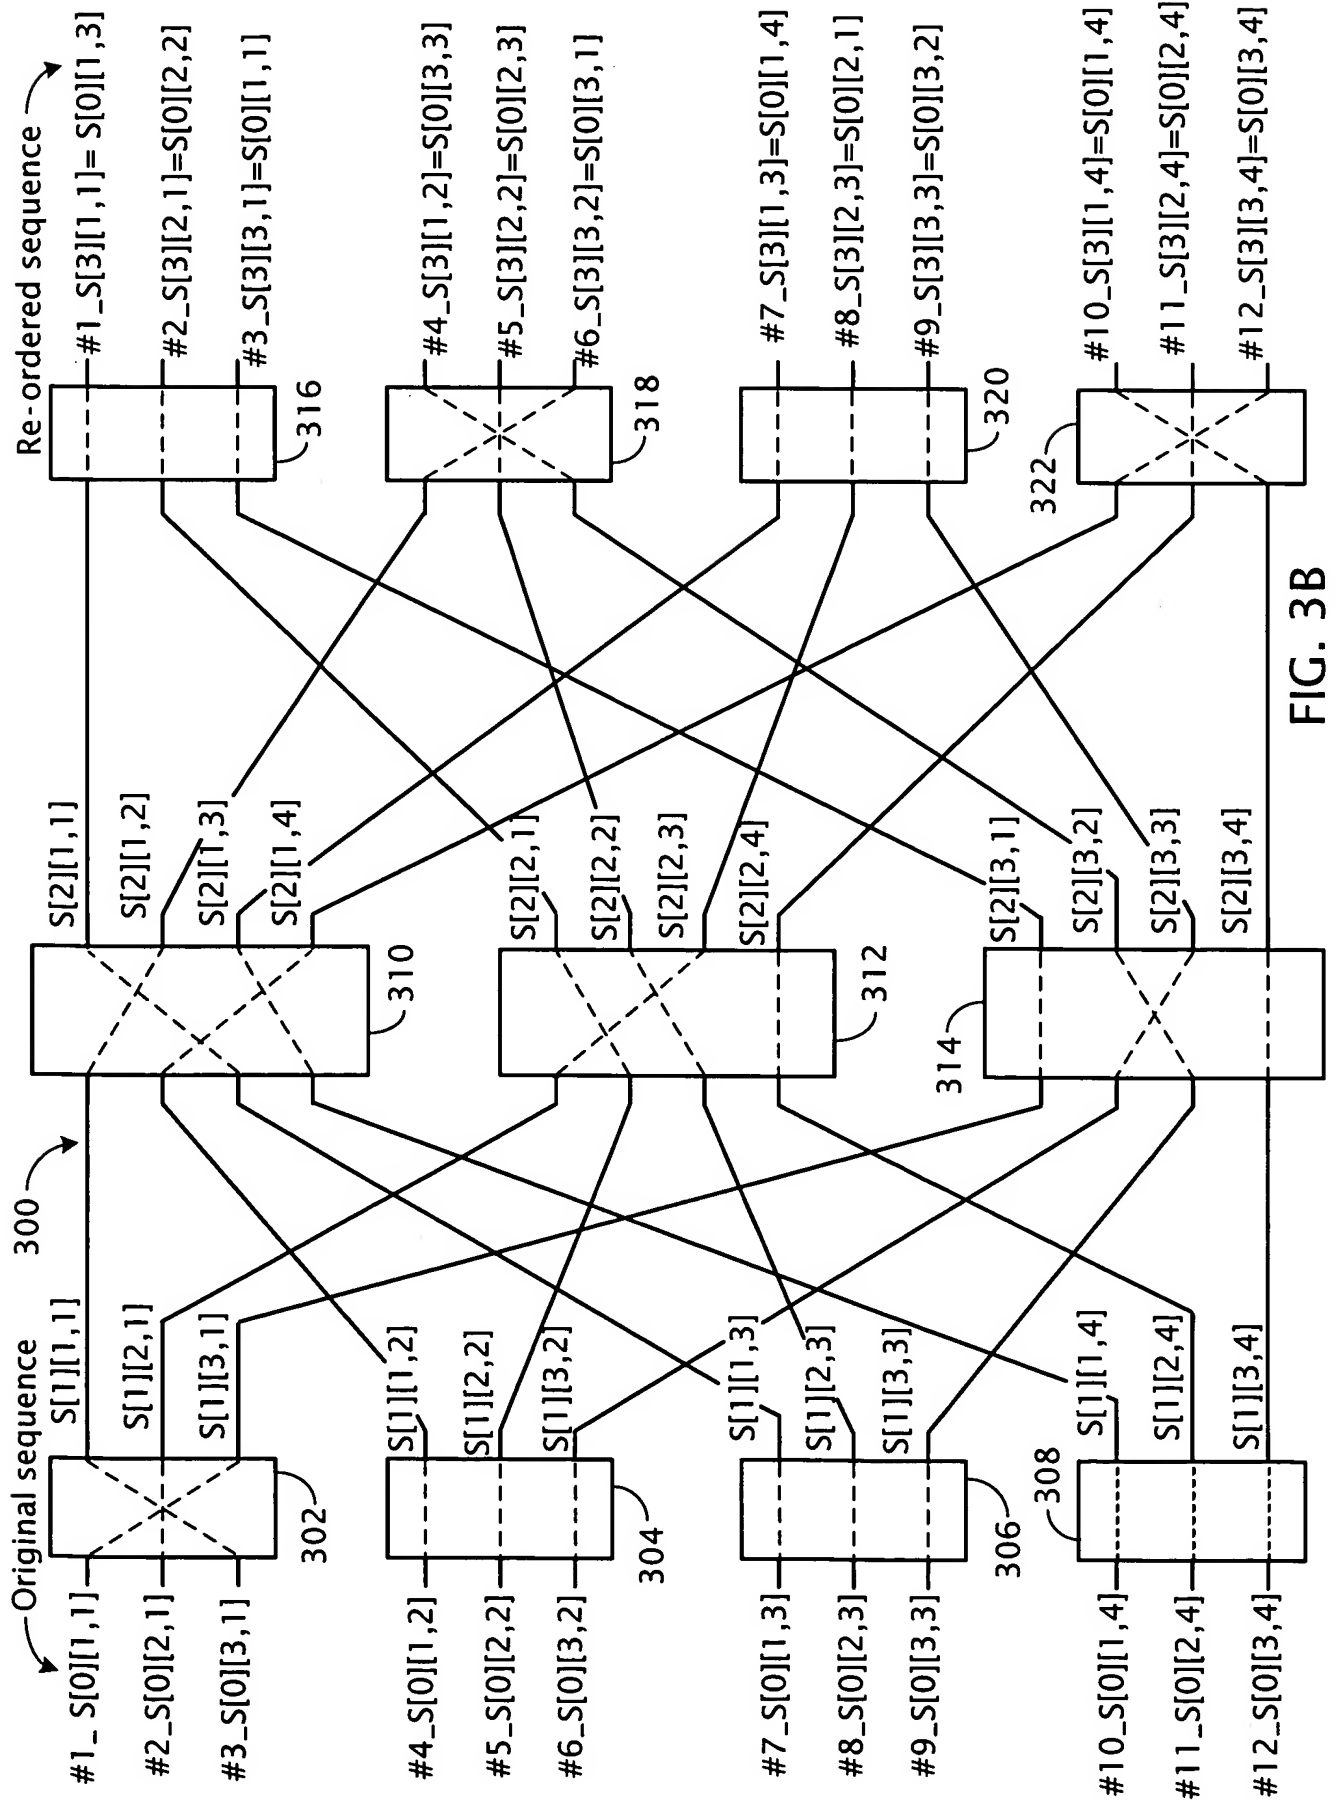 Original sequence
Re-ordered sequence
300
#1_ S[0][1,1]
#2_S[0][2,1]
#3_S[0][3,1]
#4_S[0][1,2]
#5_S[0][2,2]
#6_S[0][3,2]
#7_S[0][1,3]
#8_S[0][2,3]
#9_S[0][3,3]
#10_S[0][1,4]
#11_S[0][2,4]
#12_S[0][3,4]
302
304
306
308
S[1][1,1]
S[1][2,1]
S[1][3,1]
S[1][1,2]
S[1][2,2]
S[1][3,2]
S[1][1,3]
S[1][2,3]
S[1][3,3]
S[1][1,4]
S[1][2,4]
S[1][3,4]
310
312
314
S[2][1,1]
S[2][1,2]
S[2][1,3]
S[2][1,4]
S[2][2,1]
S[2][2,2]
S[2][2,3]
S[2][2,4]
S[2][3,1]
S[2][3,2]
S[2][3,3]
S[2][3,4]
316
318
320
322
#1_S[3][1,1]= S[0][1,3]
#2_S[3][2,1]=S[0][2,2]
#3_S[3][3,1]=S[0][1,1]
#4_S[3][1,2]=S[0][3,3]
#5_S[3][2,2]=S[0][2,3]
#6_S[3][3,2]=S[0][3,1]
#7_S[3][1,3]=S[0][1,4]
#8_S[3][2,3]=S[0][2,1]
#9_S[3][3,3]=S[0][3,2]
#10_S[3][1,4]=S[0][1,4]
#11_S[3][2,4]=S[0][2,4]
#12_S[3][3,4]=S[0][3,4]
FIG. 3B